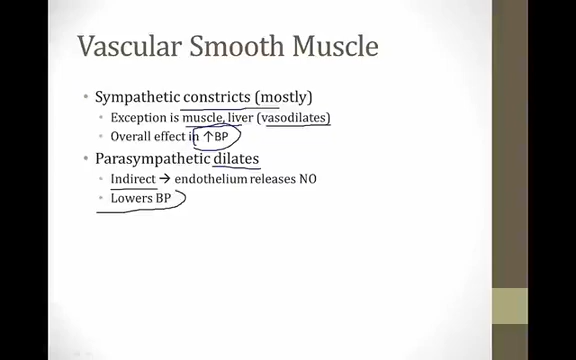 Vascular Smooth Muscle
• Sympathetic constricts (mostly)
• Exception is muscle, liver (vasodilates)
• Overall effect in ↑BP
• Parasympathetic dilates
• Indirect → endothelium releases NO
• Lowers BP